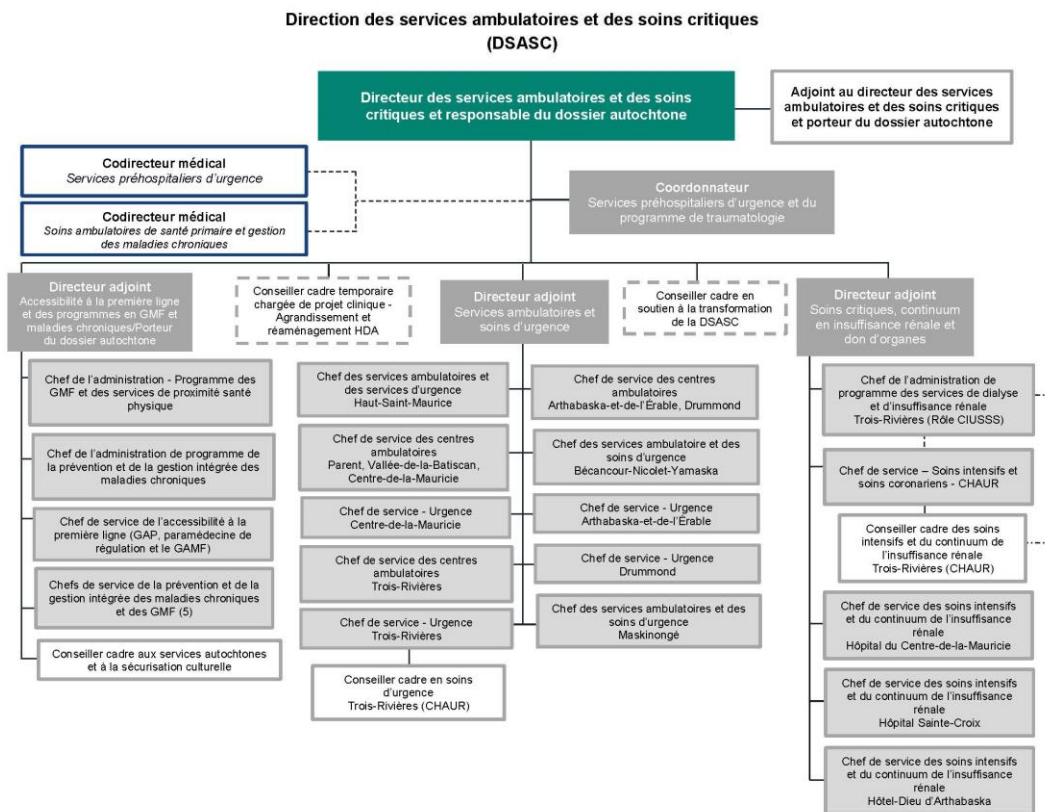 Direction des services ambulatoires et des soins critiques
(DSASC)
Directeur des services ambulatoires et des soins
critiques et responsable du dossier autochtone
Adjoint au directeur des services
ambulatoires et des soins critiques
et porteur du dossier autochtone
Codirecteur médical
Services préhospitaliers d'urgence
Codirecteur médical
Soins ambulatoires de santé primaire et gestion
des maladies chroniques
Coordonnateur
Services préhospitaliers d'urgence et du
programme de traumatologie
Directeur adjoint
Accessibilité à la première ligne
et des programmes en GMF et
maladies chroniques/Porteur
du dossier autochtone
Conseiller cadre temporaire
chargée de projet clinique -
Agrandissement et
réaménagement HDA
Directeur adjoint
Services ambulatoires et
soins d'urgence
Conseiller cadre en
soutien à la transformation
de la DSASC
Directeur adjoint
Soins critiques, continuum
en insuffisance rénale et
don d'organes
Chef de l'administration - Programme des
GMF et des services de proximité santé
physique
Chef de l'administration de programme
de la prévention et de la gestion intégrée des
maladies chroniques
Chef de service de l'accessibilité à la
première ligne (GAP, paramédecine de
régulation et le GAMF)
Chefs de service de la prévention et de la
gestion intégrée des maladies chroniques
et des GMF (5)
Conseiller cadre aux services autochtones
et à la sécurisation culturelle
Chef des services ambulatoires et
des services d'urgence
Haut-Saint-Maurice
Chef de service des centres
ambulatoires
Parent, Vallée-de-la-Batiscan,
Centre-de-la-Mauricie
Chef de service - Urgence
Centre-de-la-Mauricie
Chef de service des centres
ambulatoires
Trois-Rivières
Chef de service - Urgence
Trois-Rivières
Conseiller cadre en soins
d'urgence
Trois-Rivières (CHAUR)
Chef de service des centres
ambulatoires
Arthabaska-et-de-l'Érable, Drummond
Chef des services ambulatoire et des
soins d'urgence
Bécancour-Nicolet-Yamaska
Chef de service - Urgence
Arthabaska-et-de-l'Érable
Chef de service - Urgence
Drummond
Chef des services ambulatoires et des
soins d'urgence
Maskinongé
Chef de l'administration de
programme des services de dialyse
et d'insuffisance rénale
Trois-Rivières (Rôle CIUSSS)
Chef de service – Soins intensifs et
soins coronariens - CHAUR
Conseiller cadre des soins
intensifs et du continuum de
l'insuffisance rénale
Trois-Rivières (CHAUR)
Chef de service des soins intensifs
et du continuum de l'insuffisance
rénale
Hôpital du Centre-de-la-Mauricie
Chef de service des soins intensifs
et du continuum de l'insuffisance
rénale
Hôpital Sainte-Croix
Chef de service des soins intensifs
et du continuum de l'insuffisance
rénale
Hôtel-Dieu d'Arthabaska